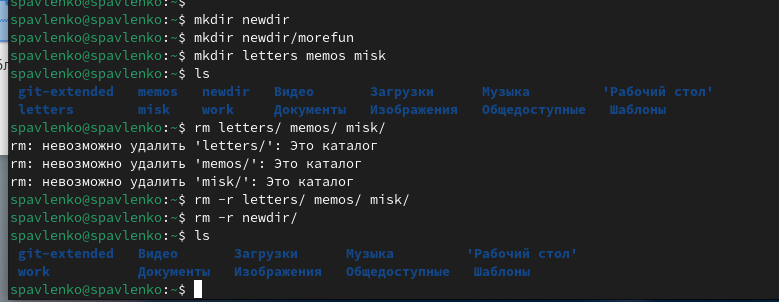 spavlenko@spavlenko:~$
spavlenko@spavlenko:~$ mkdir newdir
spavlenko@spavlenko:~$ mkdir newdir/morefun
spavlenko@spavlenko:~$ mkdir letters memos misk
spavlenko@spavlenko:~$ ls
git-extended memos newdir Видео Загрузки Музыка 'Рабочий стол'
letters misk work Документы Изображения Общедоступные Шаблоны
spavlenko@spavlenko:~$ rm letters/ memos/ misk/
rm: невозможно удалить 'letters/': Это каталог
rm: невозможно удалить 'memos/': Это каталог
rm: невозможно удалить 'misk/': Это каталог
spavlenko@spavlenko:~$ rm -r letters/ memos/ misk/
spavlenko@spavlenko:~$ rm -r newdir/
spavlenko@spavlenko:~$ ls
git-extended Видео Загрузки Музыка 'Рабочий стол'
work Документы Изображения Общедоступные Шаблоны
spavlenko@spavlenko:~$